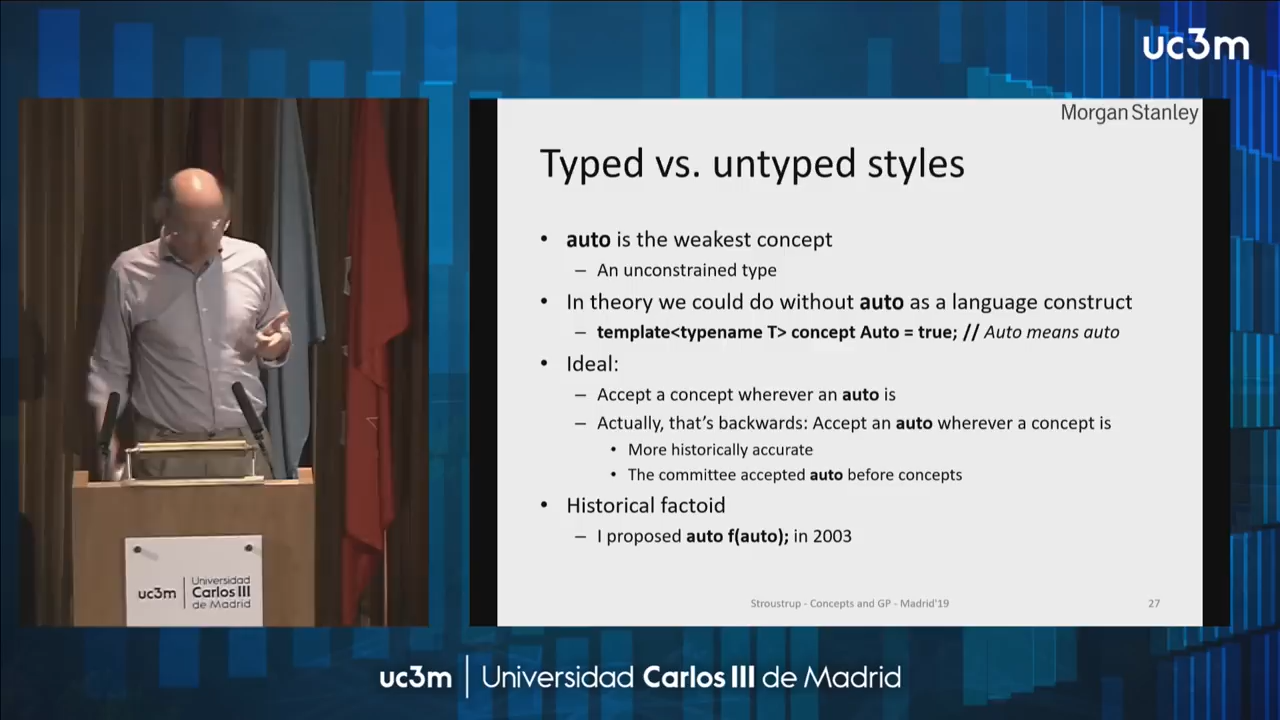 uc3m
Morgan Stanley
Typed vs. untyped styles
• auto is the weakest concept
– An unconstrained type
• In theory we could do without auto as a language construct
– template<typename T> concept Auto = true; // Auto means auto
• Ideal:
– Accept a concept wherever an auto is
– Actually, that's backwards: Accept an auto wherever a concept is
• More historically accurate
• The committee accepted auto before concepts
• Historical factoid
– I proposed auto f(auto); in 2003
Stroustrup - Concepts and GP - Madrid'19
27
uc3m
Universidad
Carlos III
de Madrid
uc3m | Universidad Carlos III de Madrid